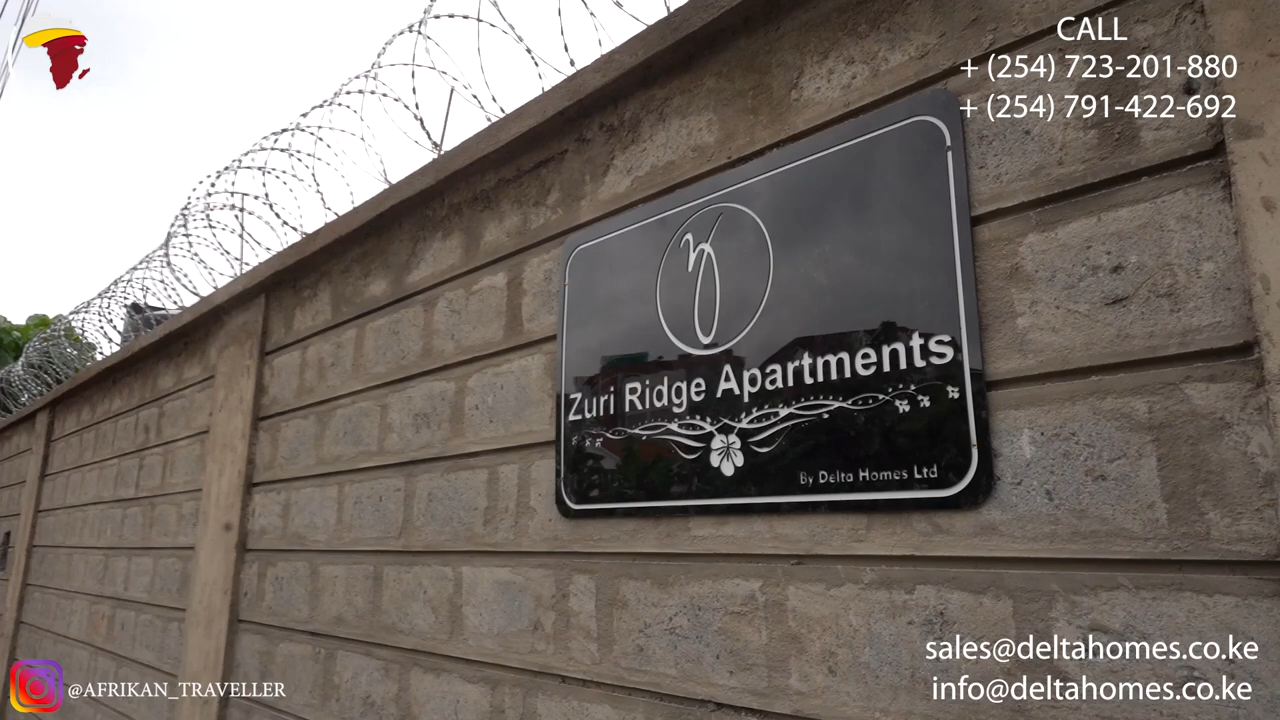 CALL
+ (254) 723-201-880
+ (254) 791-422-692
Zuri Ridge Apartments
By Delta Homes Ltd
sales@deltahomes.co.ke
info@deltahomes.co.ke
@AFRIKAN_TRAVELLER